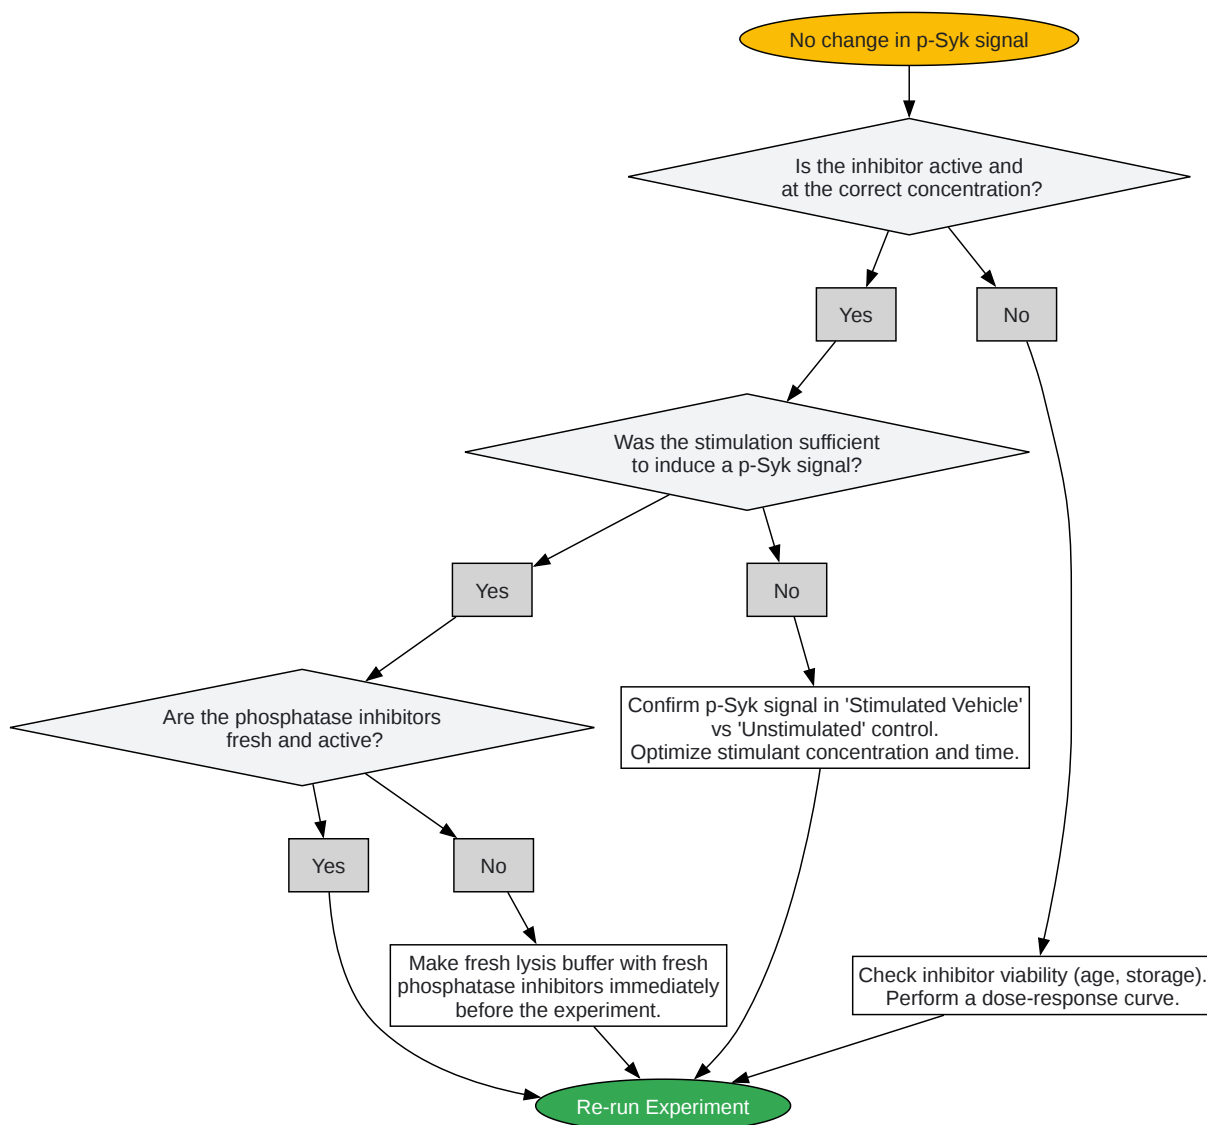 No change in p-Syk signal
Is the inhibitor active and
at the correct concentration?
Yes
No
Was the stimulation sufficient
to induce a p-Syk signal?
Yes
No
Are the phosphatase inhibitors
fresh and active?
Confirm p-Syk signal in 'Stimulated Vehicle'
vs 'Unstimulated' control.
Optimize stimulant concentration and time.
Yes
No
Make fresh lysis buffer with fresh
phosphatase inhibitors immediately
before the experiment.
Check inhibitor viability (age, storage).
Perform a dose-response curve.
Re-run Experiment